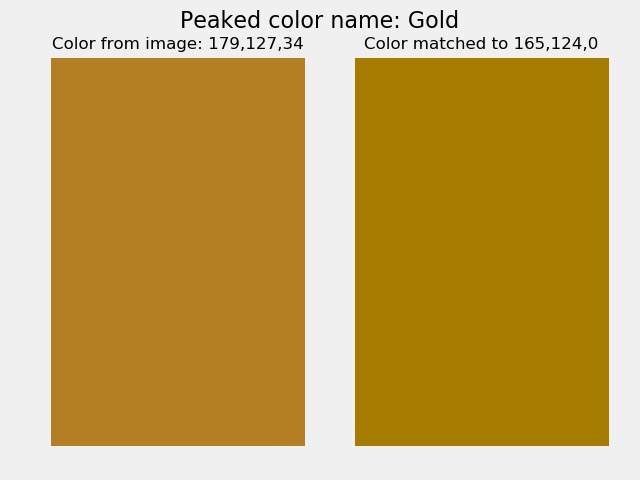 Peaked color name: Gold
Color from image: 179,127,34
Color matched to 165,124,0